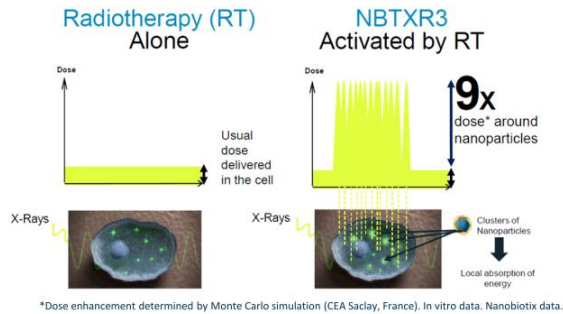 Radiotherapy (RT)
Alone
Dose
Usual
dose
delivered
in the cell
X-Rays
NBTXR3
Activated by RT
Dose
9x
dose* around
nanoparticles
X-Rays
Clusters of
Nanoparticles
Local absorption of
energy
*Dose enhancement determined by Monte Carlo simulation (CEA Saclay, France). In vitro data. Nanobiotix data.